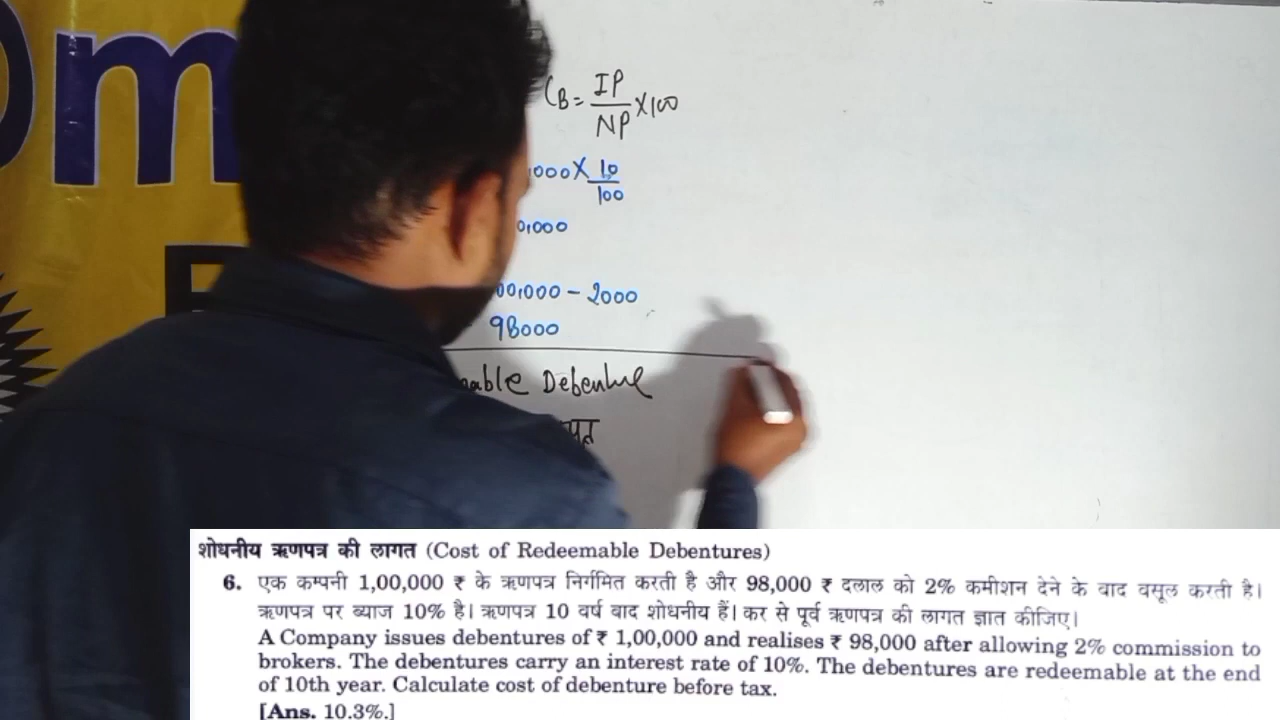 om
C_B = IP/NP × 100
,000 × 10/100
0,000
00,000 - 2000
98000
able Debenture
शोधनीय ऋणपत्र की लागत (Cost of Redeemable Debentures)
6. एक कम्पनी 1,00,000 ₹ के ऋणपत्र निर्गमित करती है और 98,000 ₹ दलाल को 2% कमीशन देने के बाद वसूल करती है।
ऋणपत्र पर ब्याज 10% है। ऋणपत्र 10 वर्ष बाद शोधनीय हैं। कर से पूर्व ऋणपत्र की लागत ज्ञात कीजिए।
A Company issues debentures of ₹ 1,00,000 and realises ₹ 98,000 after allowing 2% commission to
brokers. The debentures carry an interest rate of 10%. The debentures are redeemable at the end
of 10th year. Calculate cost of debenture before tax.
[Ans. 10.3%.]